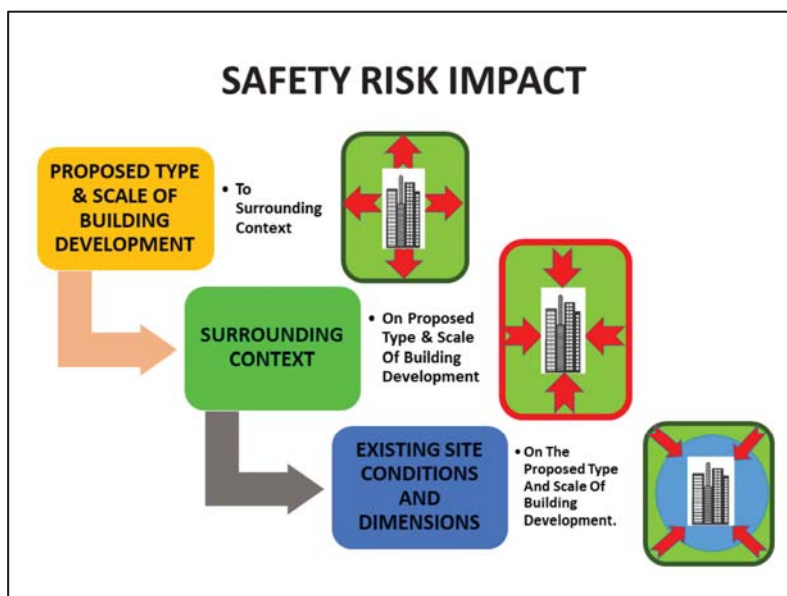 SAFETY RISK IMPACT
PROPOSED TYPE
& SCALE OF
BUILDING
DEVELOPMENT
• To
Surrounding
Context
SURROUNDING
CONTEXT
• On Proposed
Type & Scale
Of Building
Development
EXISTING SITE
CONDITIONS
AND
DIMENSIONS
• On The
Proposed Type
And Scale Of
Building
Development.